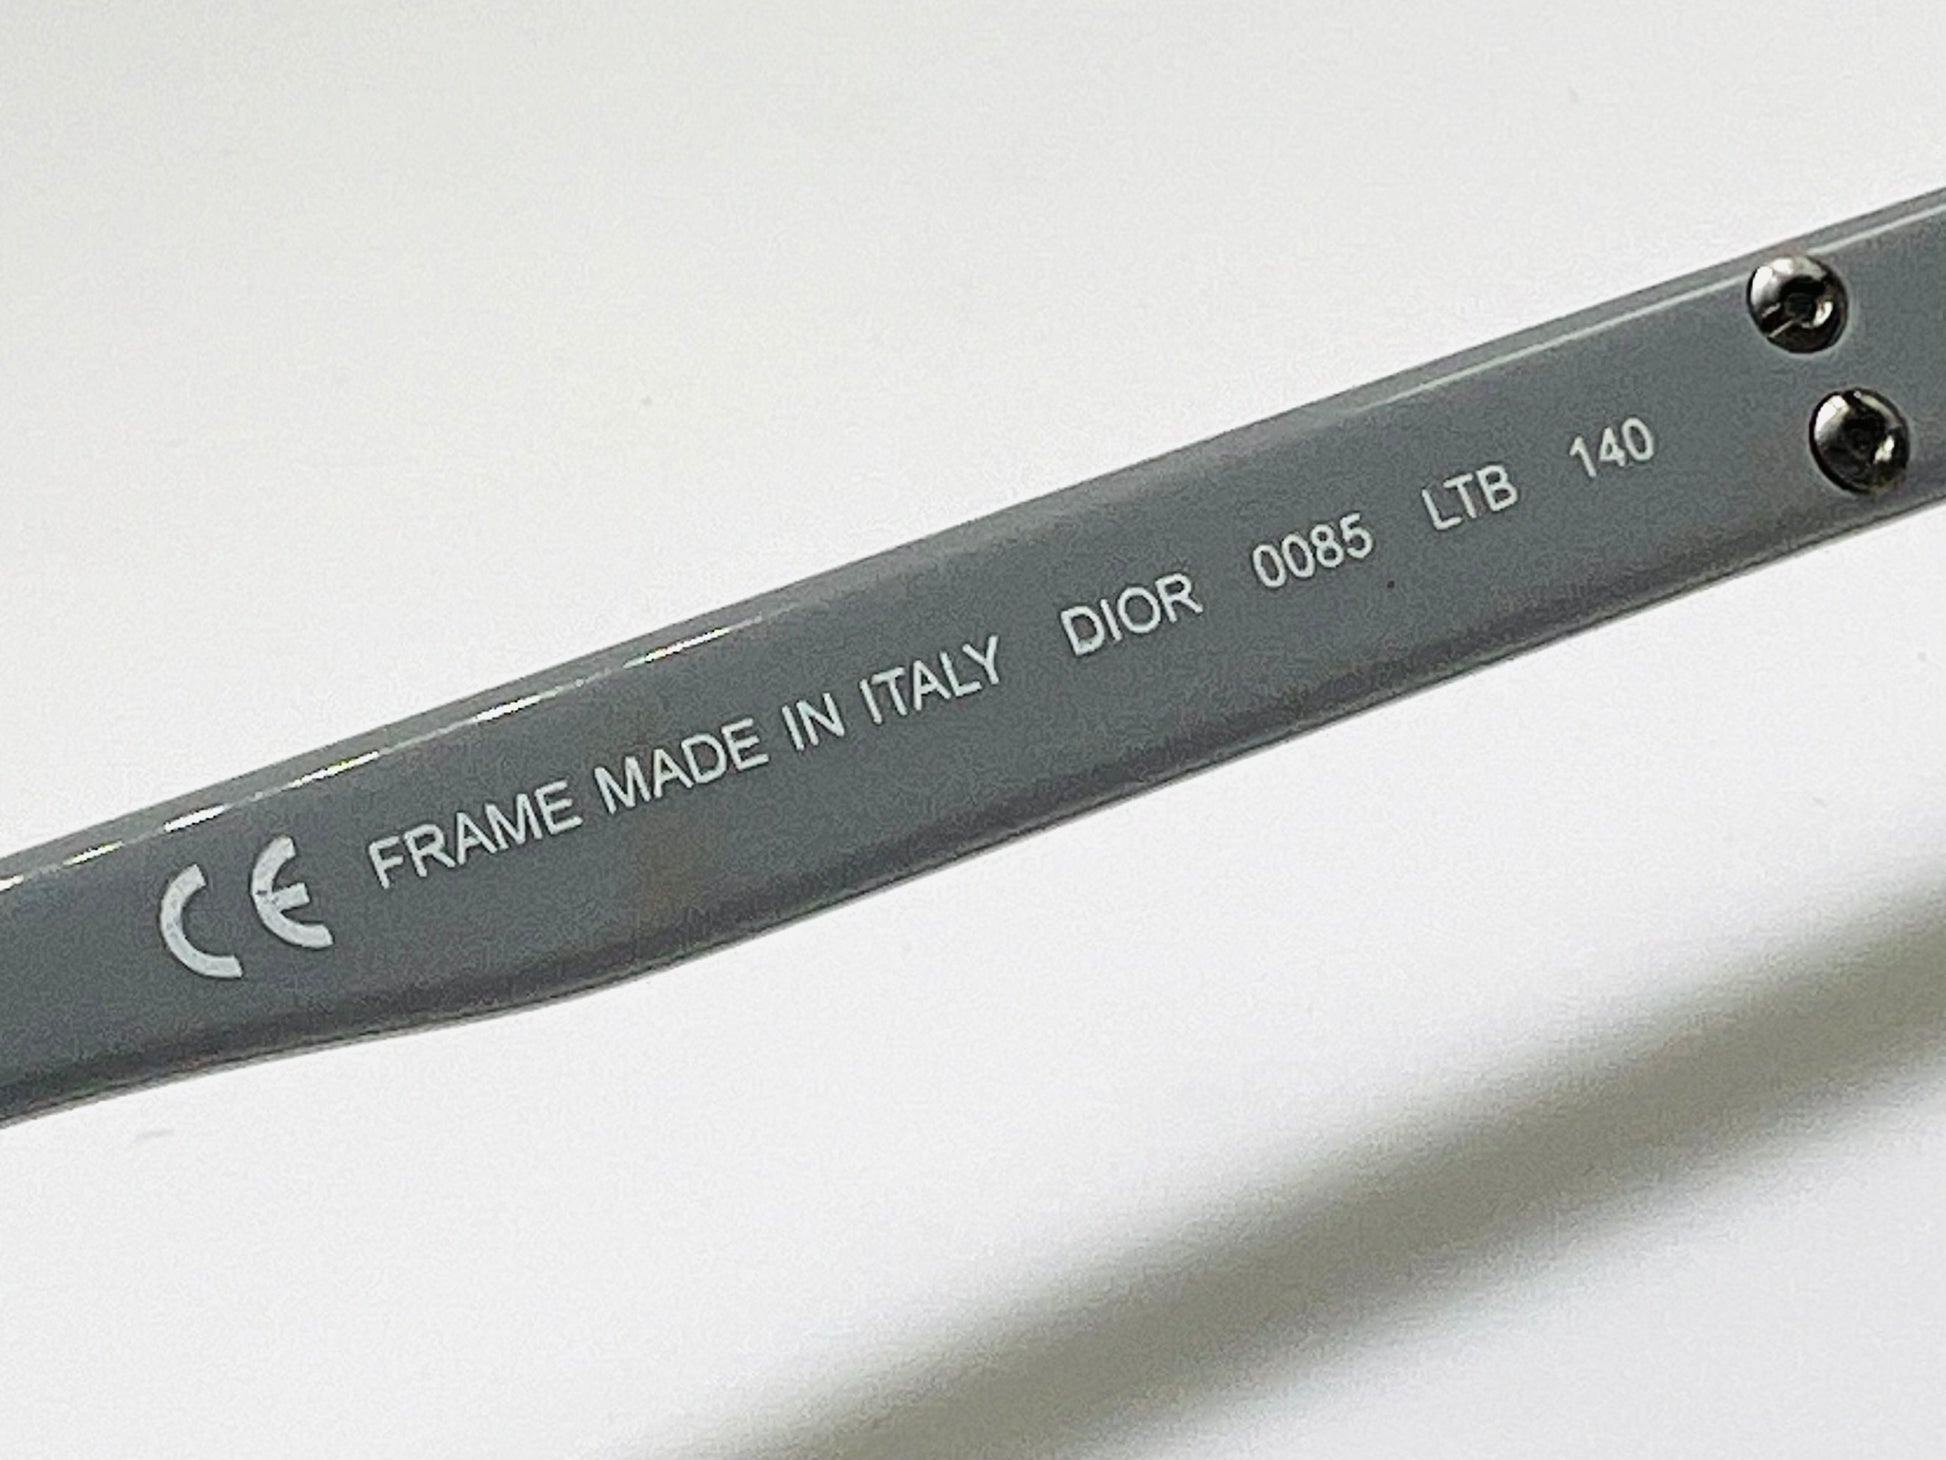 CE FRAME MADE IN ITALY DIOR 0085 LTB 140